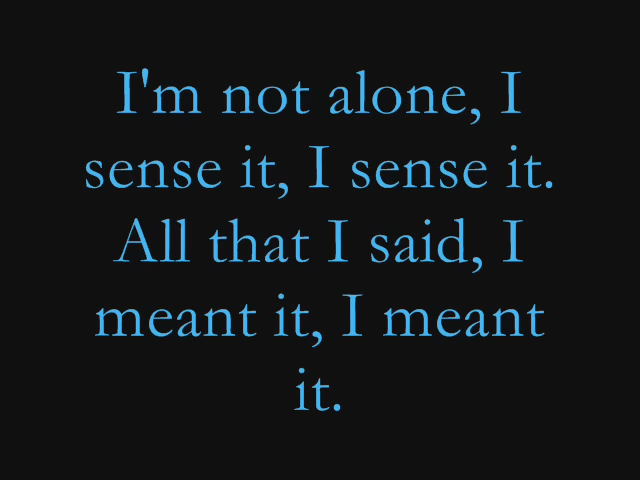 I'm not alone, I
sense it, I sense it.
All that I said, I
meant it, I meant
it.